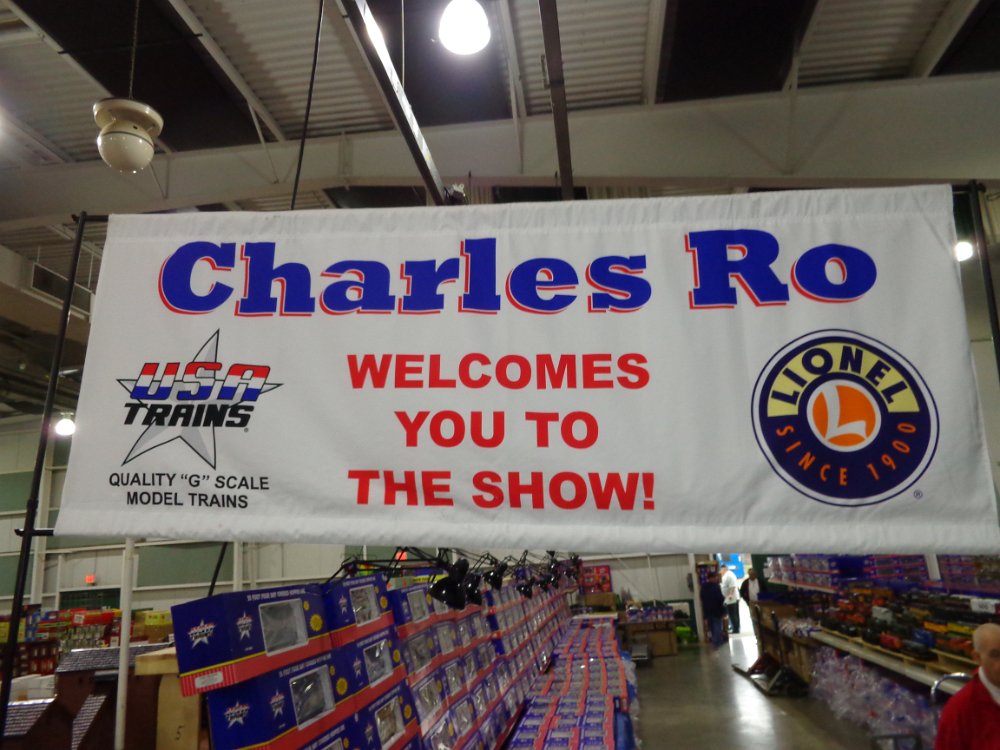 Charles Ro
USA
TRAINS
QUALITY "G" SCALE
MODEL TRAINS
WELCOMES
YOU TO
THE SHOW!
LIONEL
L
SINCE 1900